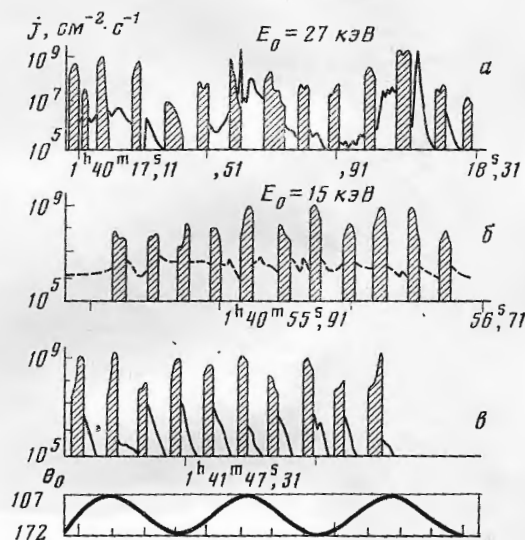 j̇, см⁻²·с⁻¹
E₀ = 27 кэВ
а
10⁹
10⁷
10⁵
1ʰ40ᵐ17ˢ,11 ,51 ,91 18ˢ,31
E₀ = 15 кэВ
10⁹
б
10⁵
1ʰ40ᵐ55ˢ,91 56ˢ,71
10⁹
в
10⁵
1ʰ41ᵐ47ˢ,31
θ₀
107
172